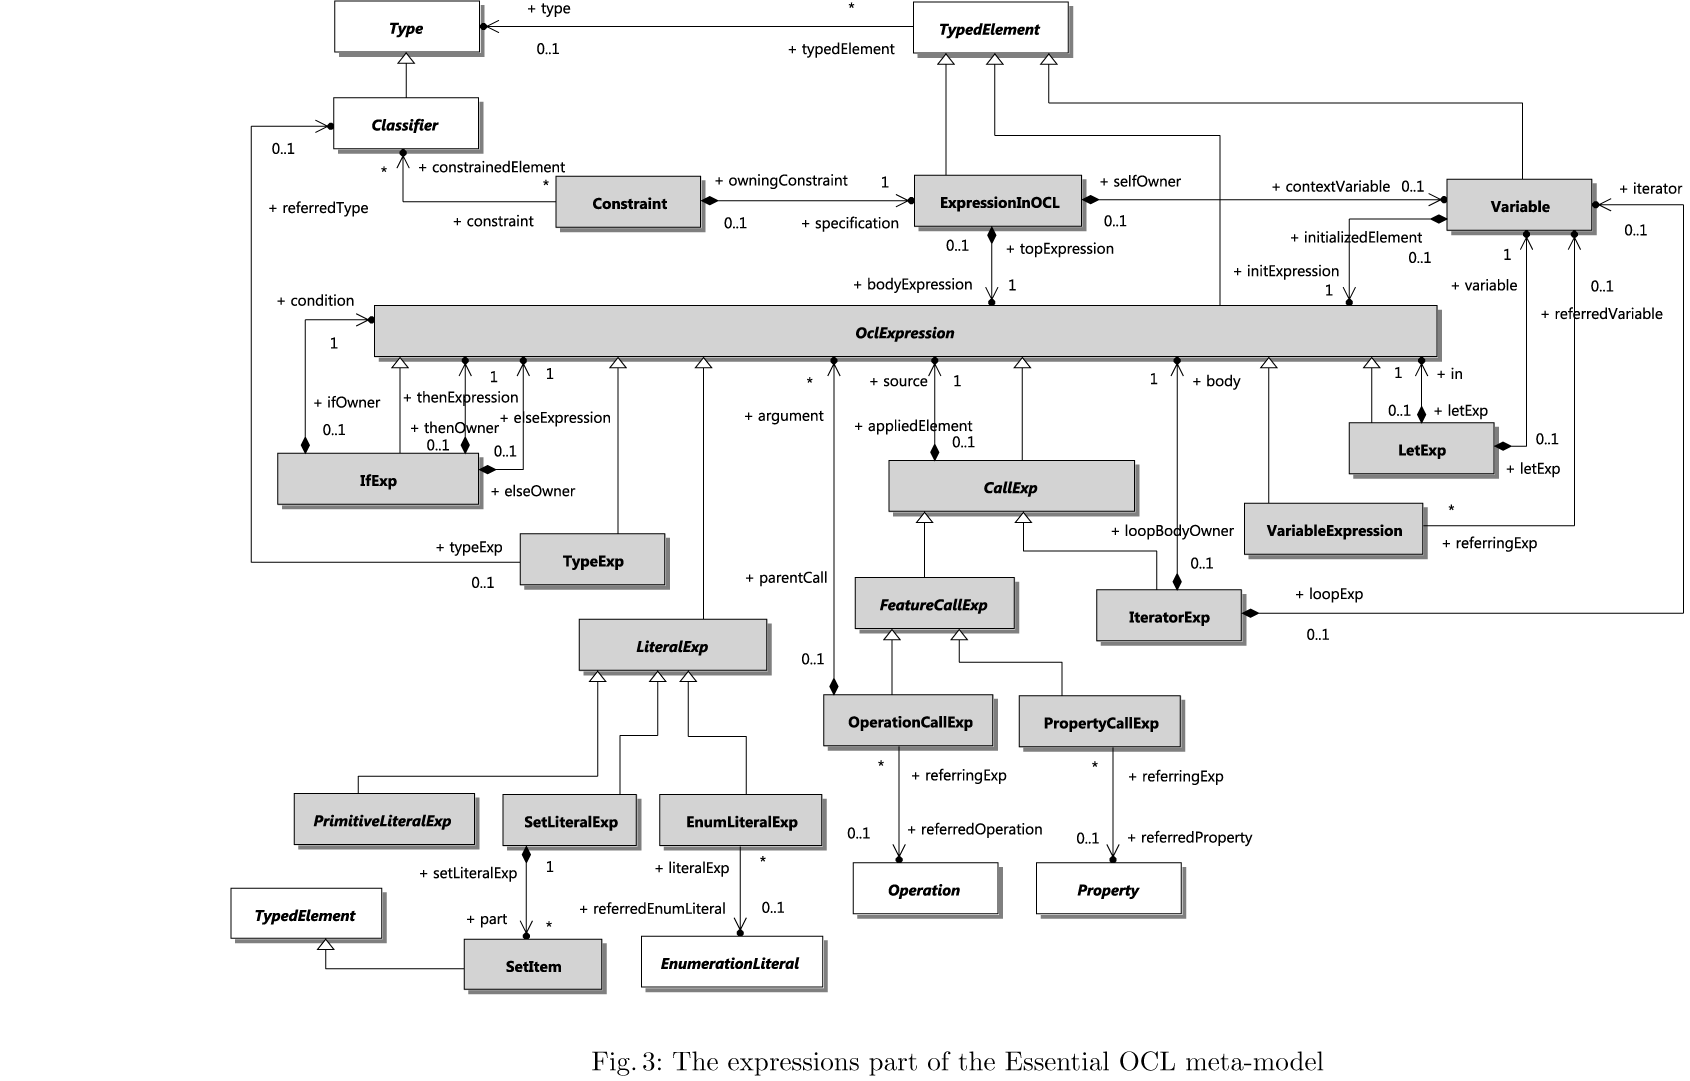 + type
*
Type
TypedElement
0..1
+ typedElement
Classifier
0..1
*
+ constrainedElement
*
+ owningConstraint
1
+ selfOwner
+ contextVariable
0..1
+ iterator
+ referredType
Constraint
ExpressionInOCL
Variable
+ constraint
0..1
+ specification
0..1
0..1
+ initializedElement
0..1
+ topExpression
0..1
1
+ initExpression
+ bodyExpression
1
1
+ variable
0..1
+ condition
+ referredVariable
OclExpression
1
1
1
*
+ source
1
1
+ body
1
+ in
+ ifOwner
+ thenExpression
+ argument
0..1
+ letExp
+ elseExpression
0..1
+ thenOwner
+ appliedElement
0..1
0..1
0..1
0..1
LetExp
IfExp
+ letExp
+ elseOwner
CallExp
*
+ loopBodyOwner
VariableExpression
+ referringExp
+ typeExp
TypeExp
0..1
0..1
+ parentCall
+ loopExp
FeatureCallExp
IteratorExp
0..1
LiteralExp
0..1
OperationCallExp
PropertyCallExp
*
+ referringExp
*
+ referringExp
PrimitiveLiteralExp
SetLiteralExp
EnumLiteralExp
0..1
+ referredOperation
0..1
+ referredProperty
+ setLiteralExp
1
+ literalExp
*
Operation
Property
+ referredEnumLiteral
0..1
TypedElement
+ part
*
SetItem
EnumerationLiteral
Fig. 3: The expressions part of the Essential OCL meta-model